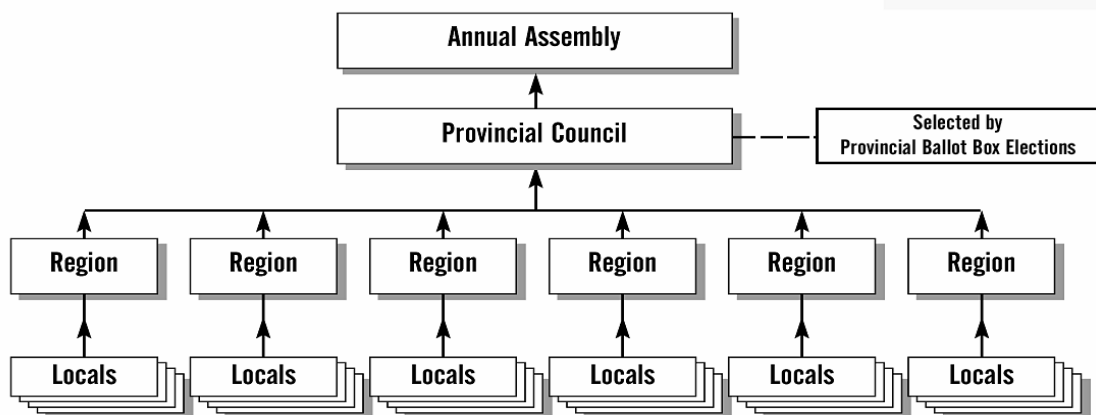 Annual Assembly
Provincial Council
Selected by
Provincial Ballot Box Elections
Region
Region
Region
Region
Region
Region
Locals
Locals
Locals
Locals
Locals
Locals